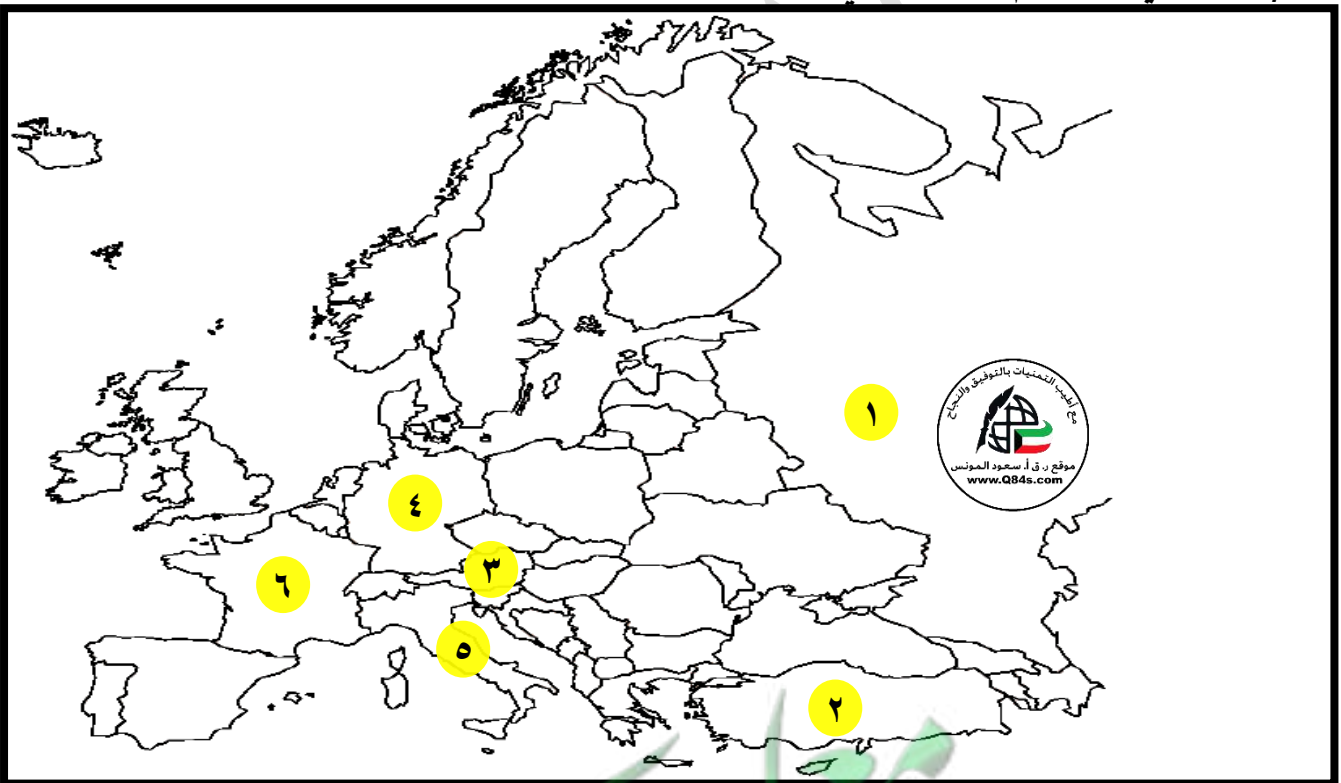 ١
مع أطيب التمنيات بالتوفيق والنجاح
موقع ر. ق أ. سعود المونس
www.Q84s.com
٤
٣
٦
٥
٢